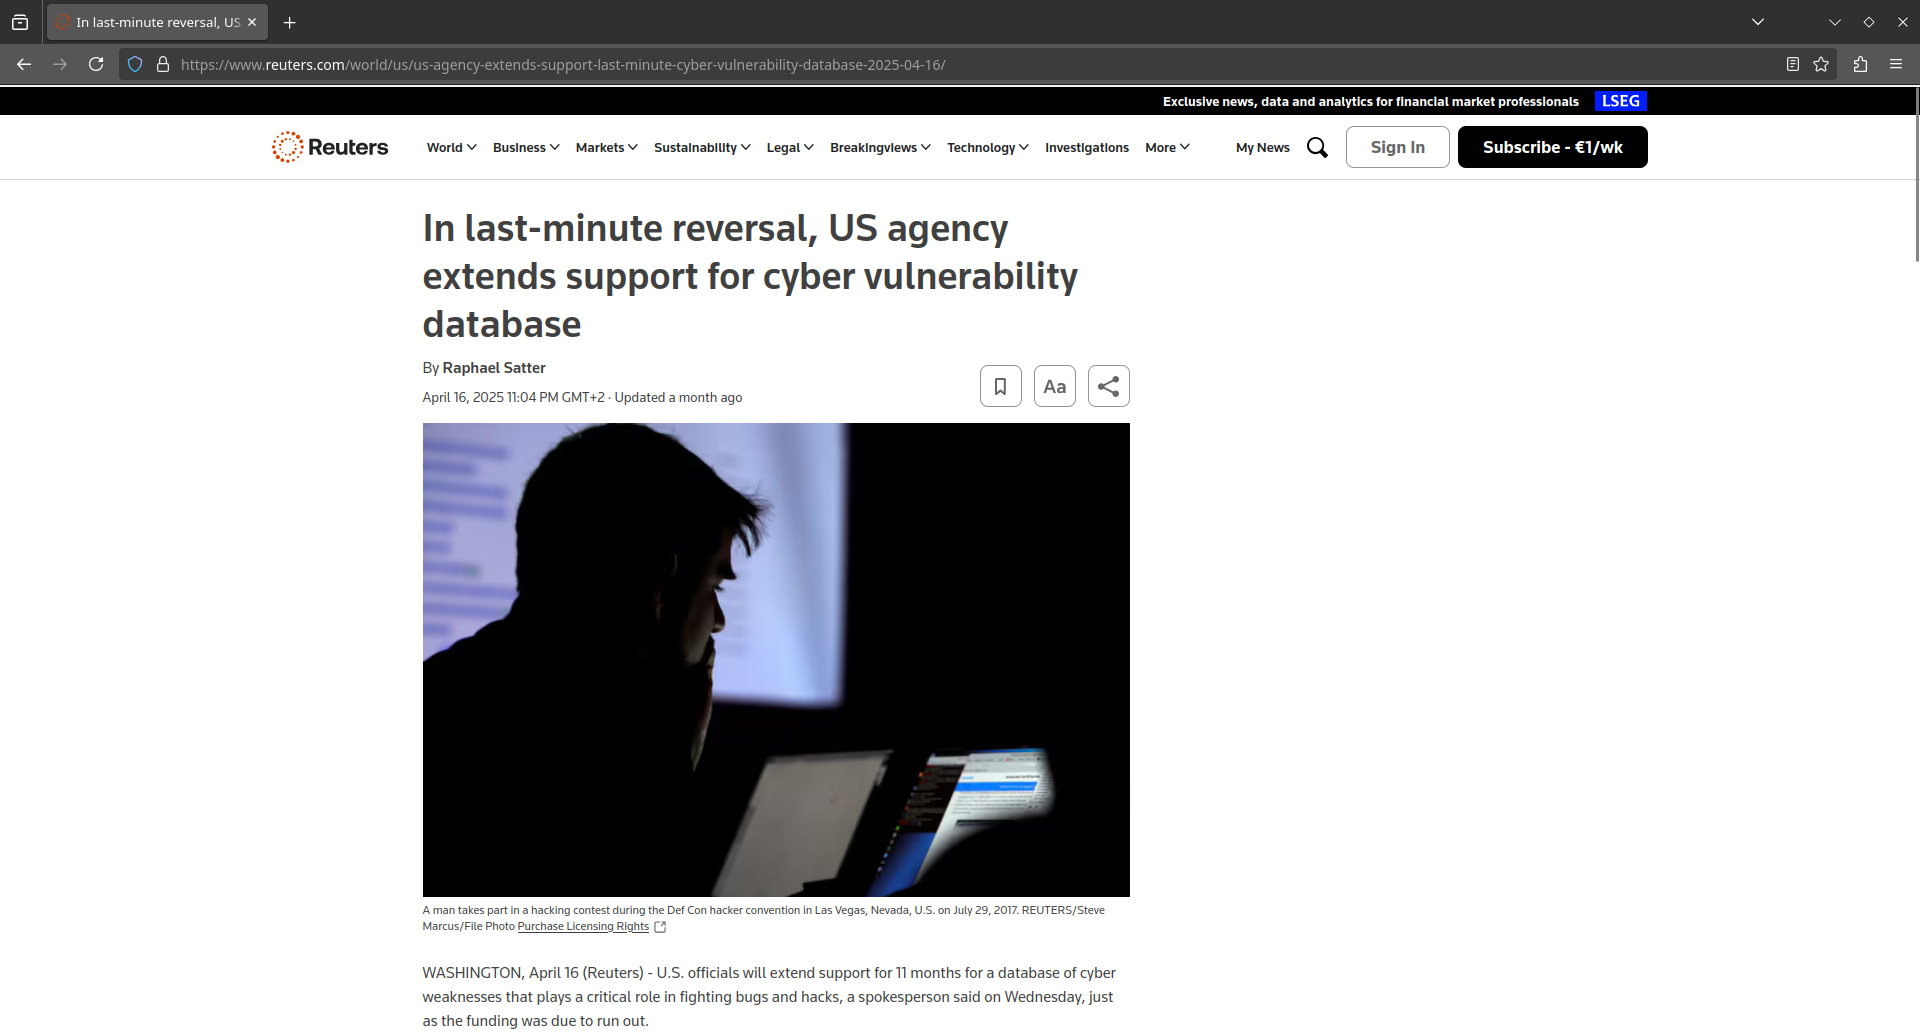 In last-minute reversal, US
https://www.reuters.com/world/us/us-agency-extends-support-last-minute-cyber-vulnerability-database-2025-04-16/
Exclusive news, data and analytics for financial market professionals LSEG
Reuters World Business Markets Sustainability Legal Breakingviews Technology Investigations More My News Sign In Subscribe - €1/wk
In last-minute reversal, US agency
extends support for cyber vulnerability
database
By Raphael Satter
April 16, 2025 11:04 PM GMT+2 · Updated a month ago
Aa
A man takes part in a hacking contest during the Def Con hacker convention in Las Vegas, Nevada, U.S. on July 29, 2017. REUTERS/Steve
Marcus/File Photo Purchase Licensing Rights
WASHINGTON, April 16 (Reuters) - U.S. officials will extend support for 11 months for a database of cyber
weaknesses that plays a critical role in fighting bugs and hacks, a spokesperson said on Wednesday, just
as the funding was due to run out.